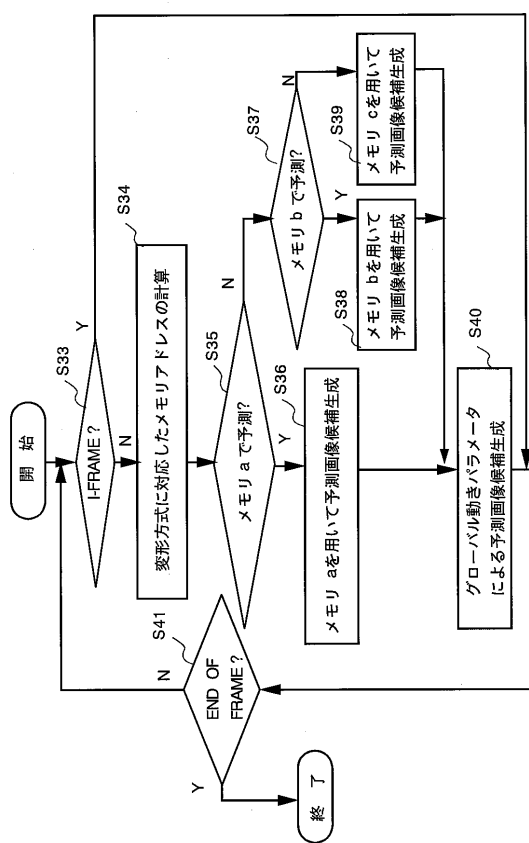 開 始
S33
I-FRAME?
Y
N
S34
変形方式に対応したメモリアドレスの計算
S35
メモリ a で予測?
N
Y
S37
メモリ b で予測?
N
Y
S36
メモリ aを用いて予測画像候補生成
S38
メモリ bを用いて
予測画像候補生成
S39
メモリ cを用いて
予測画像候補生成
S40
グローバル動きパラメータ
による予測画像候補生成
S41
END OF
FRAME?
N
Y
終 了